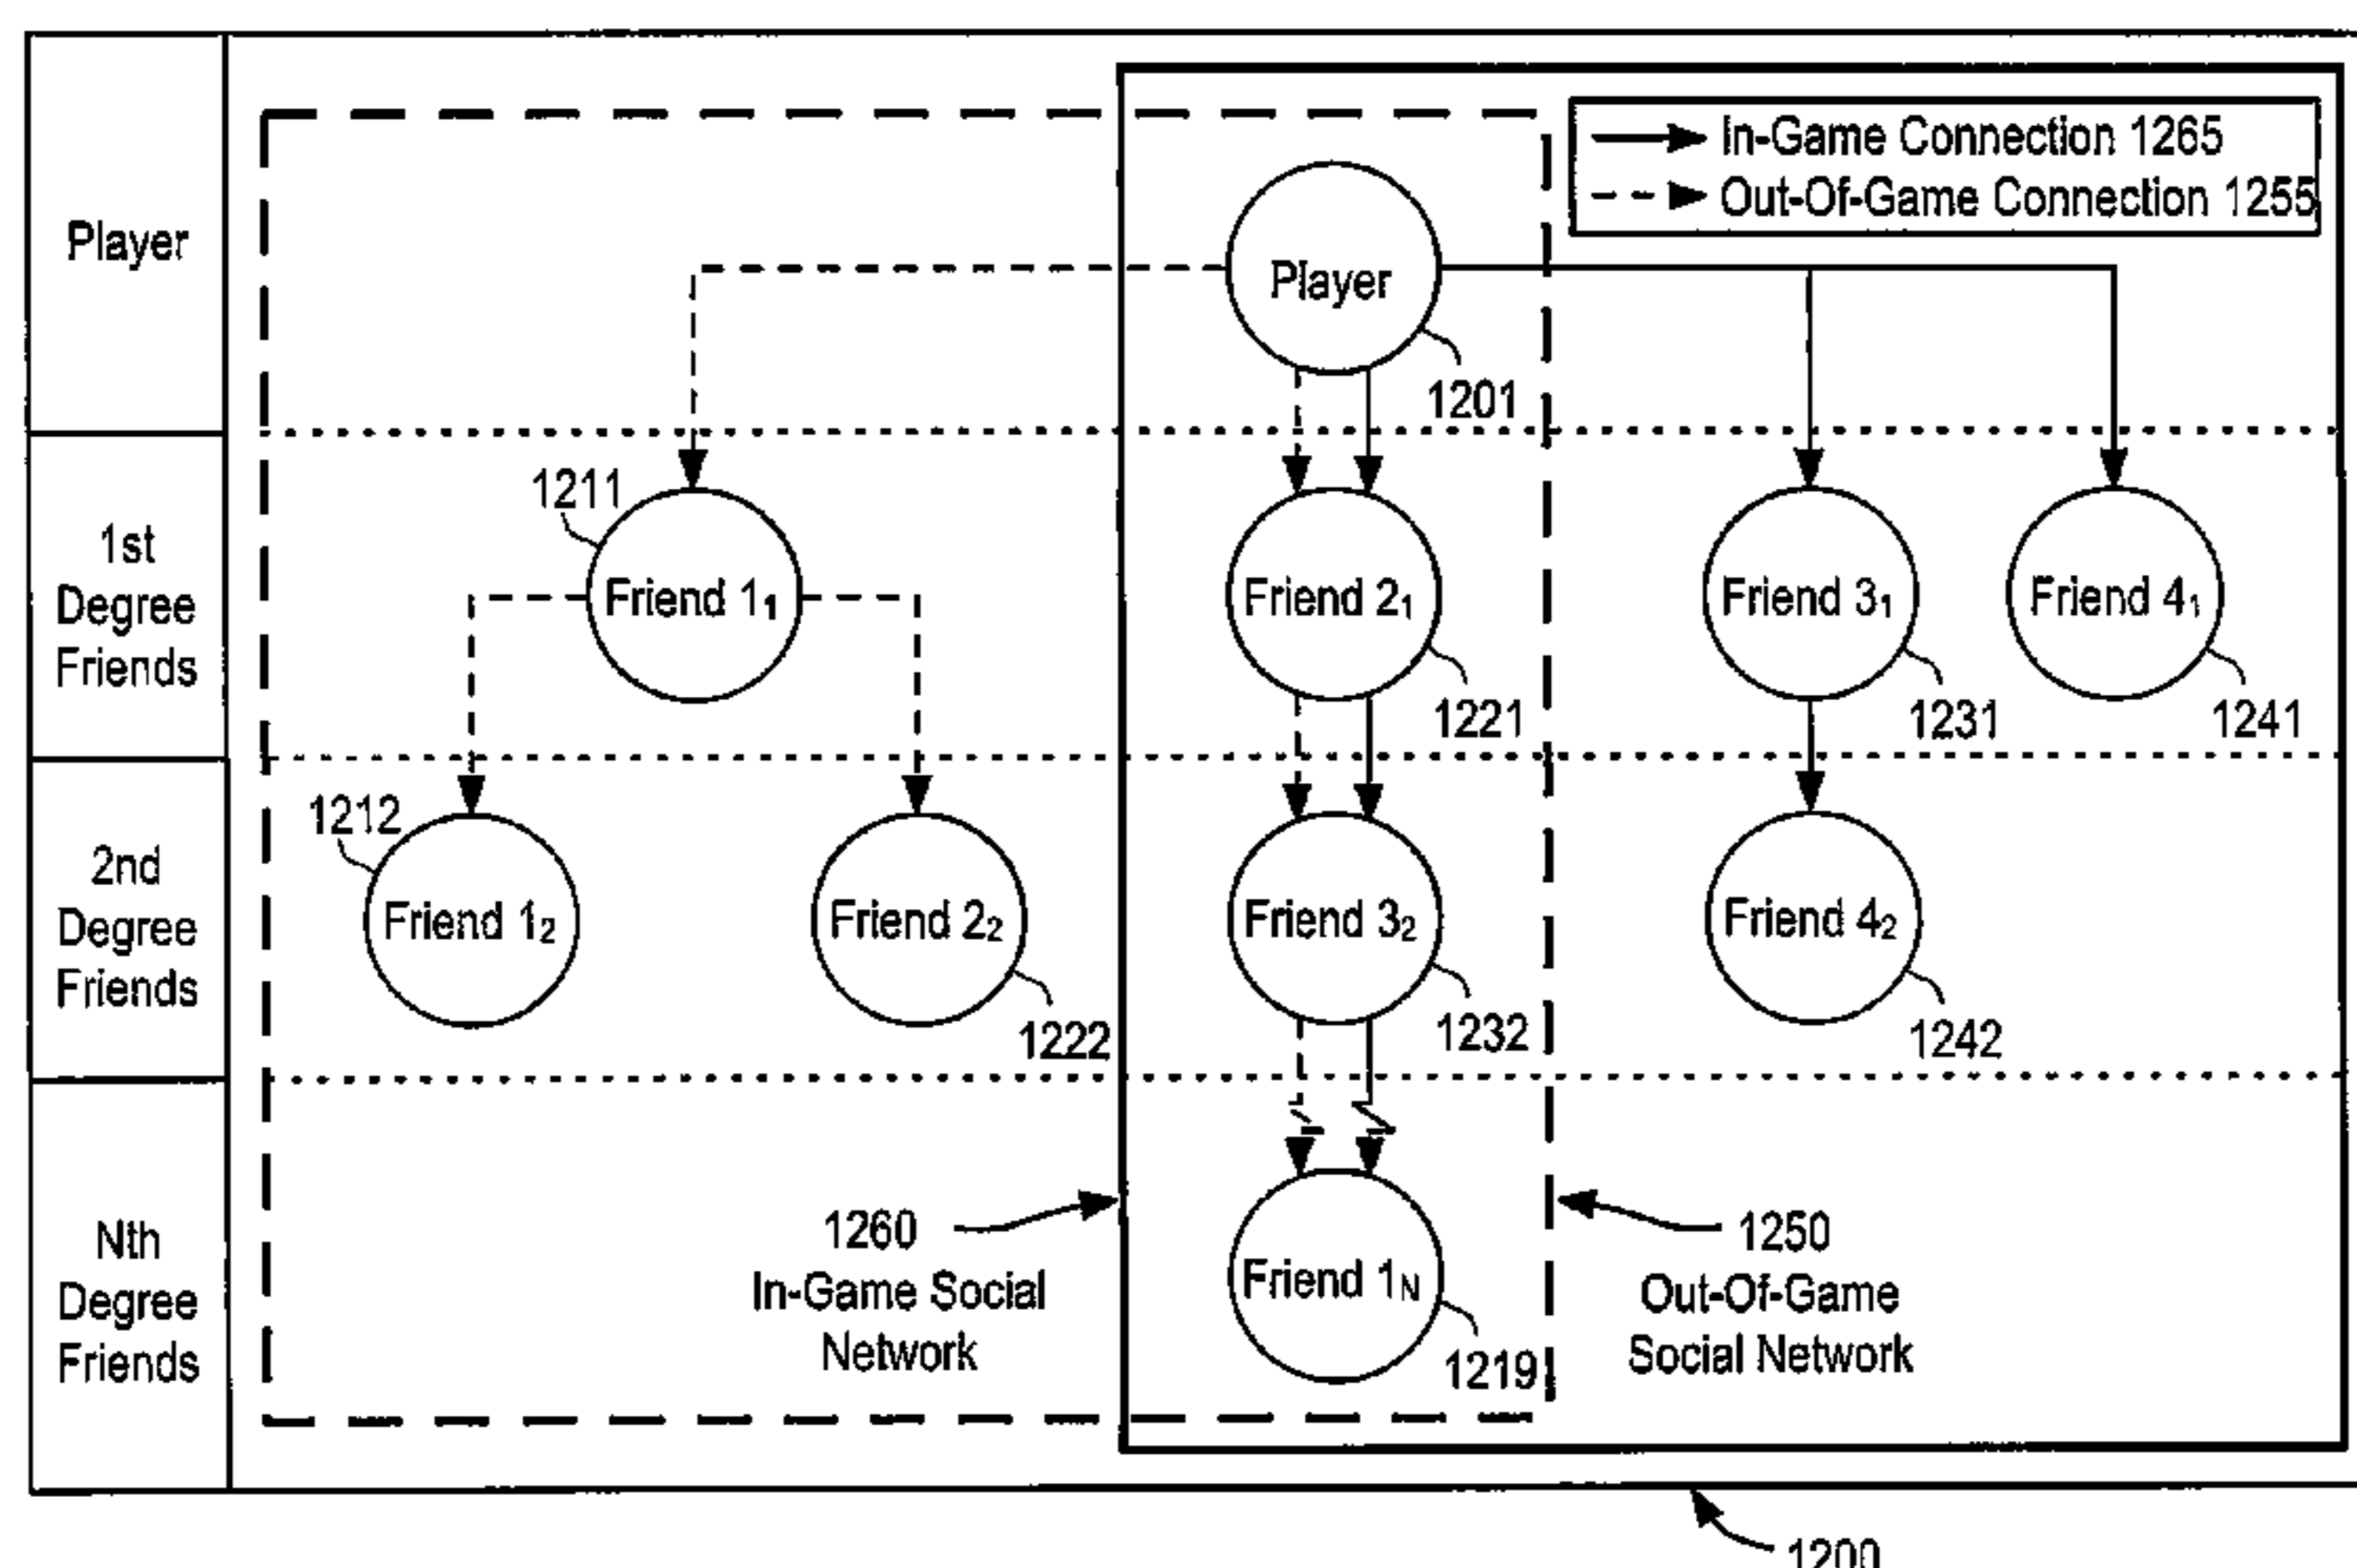 In-Game Connection 1265
Out-Of-Game Connection 1255
Player
Player
1201
1st
Degree
Friends
1211
Friend 1₁
Friend 2₁
Friend 3₁
Friend 4₁
1221
1231
1241
2nd
Degree
Friends
1212
Friend 1₂
Friend 2₂
Friend 3₂
Friend 4₂
1222
1232
1242
Nth
Degree
Friends
1260
In-Game Social
Network
Friend 1N
1219
1250
Out-Of-Game
Social Network
1200